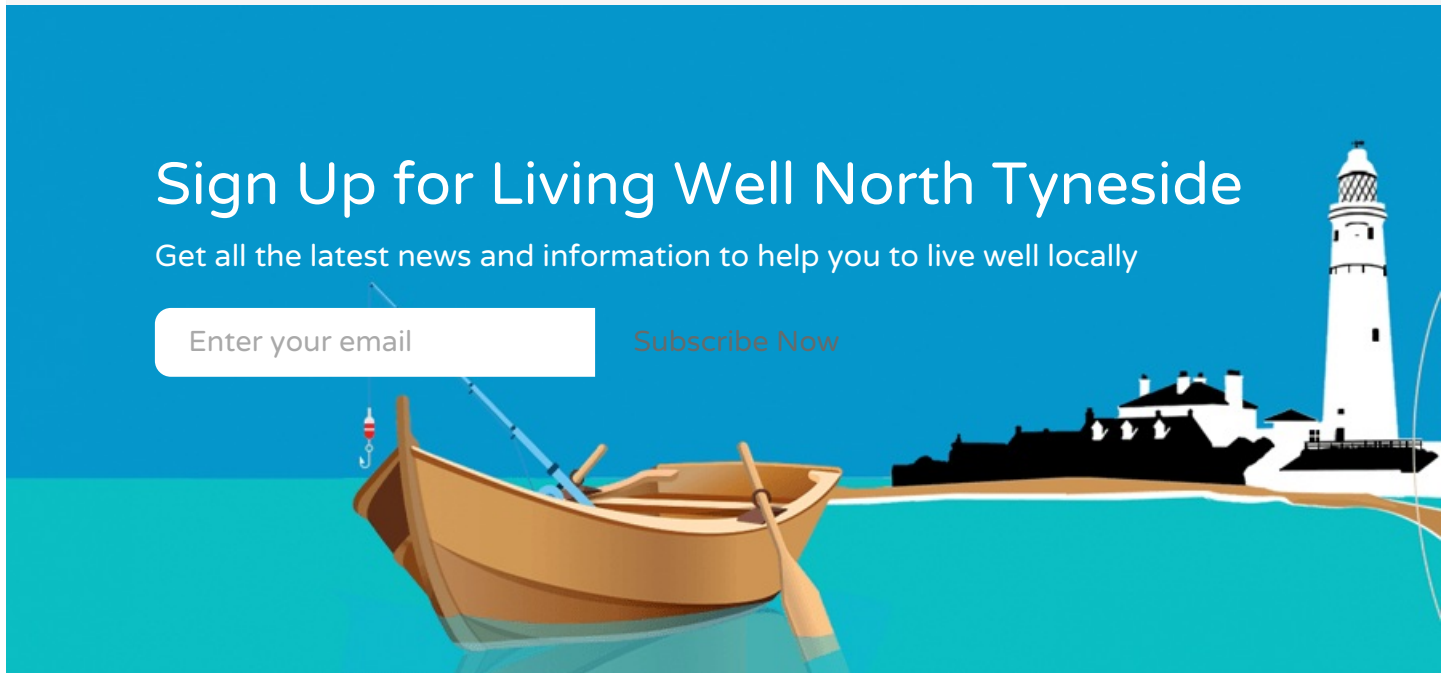 Sign Up for Living Well North Tyneside
Get all the latest news and information to help you to live well locally
Enter your email
Subscribe Now